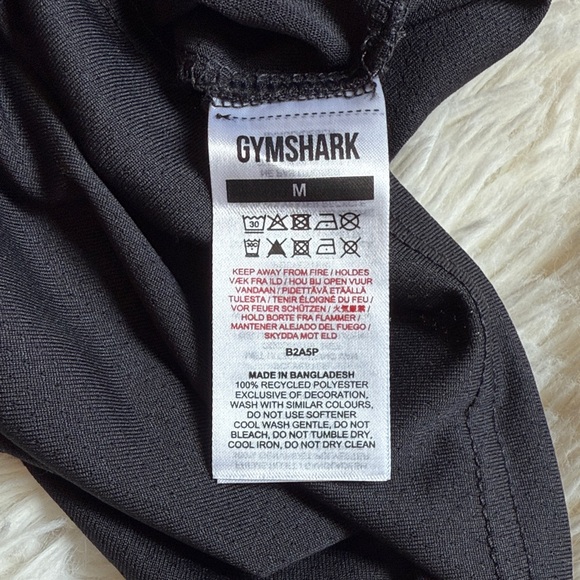 GYMSHARK
M
30
KEEP AWAY FROM FIRE / HOLDES
VÆK FRA ILD / HOU BIJ OPEN VUUR
VANDAAN / PIDETTÄVÄ ETÄÄLLÄ
TULESTA / TENIR ÉLOIGNÉ DU FEU /
VOR FEUER SCHÜTZEN / 火気厳禁 /
HOLD BORTE FRA FLAMMER /
MANTENER ALEJADO DEL FUEGO /
SKYDDA MOT ELD
B2A5P
MADE IN BANGLADESH
100% RECYCLED POLYESTER
EXCLUSIVE OF DECORATION,
WASH WITH SIMILAR COLOURS,
DO NOT USE SOFTENER
COOL WASH GENTLE, DO NOT
BLEACH, DO NOT TUMBLE DRY,
COOL IRON, DO NOT DRY CLEAN